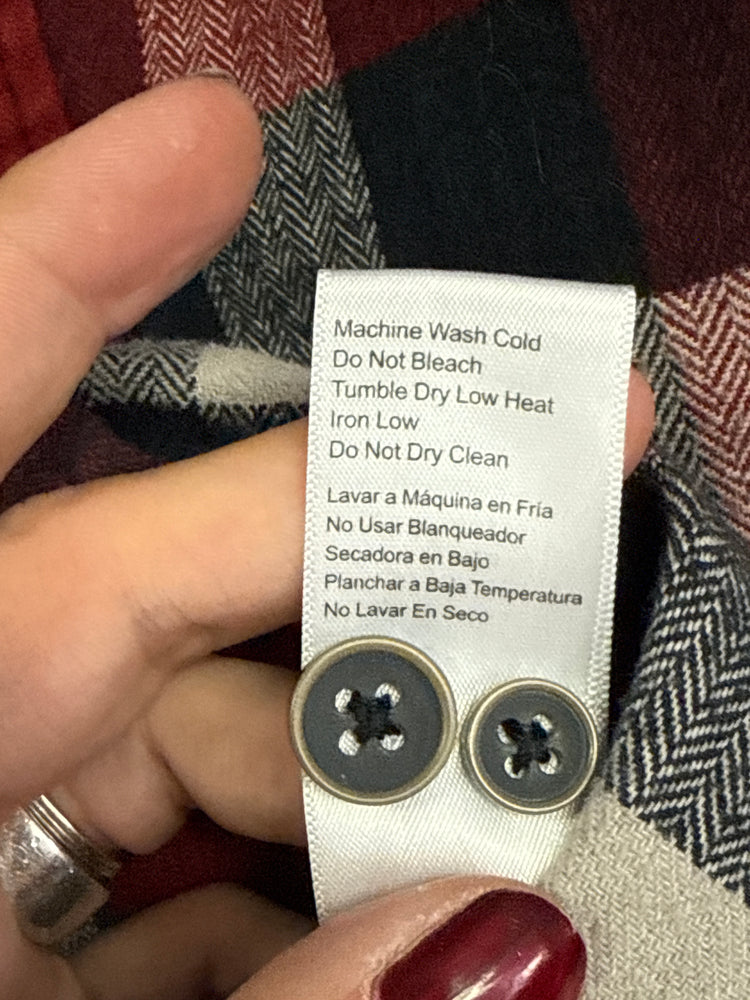 Machine Wash Cold
Do Not Bleach
Tumble Dry Low Heat
Iron Low
Do Not Dry Clean
Lavar a Máquina en Fría
No Usar Blanqueador
Secadora en Bajo
Planchar a Baja Temperatura
No Lavar En Seco